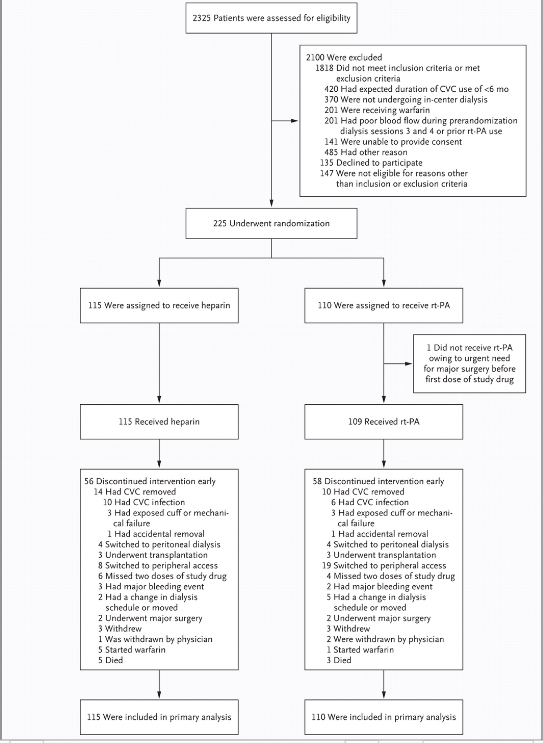 2325 Patients were assessed for eligibility
2100 Were excluded
1818 Did not meet inclusion criteria or met
exclusion criteria
420 Had expected duration of CVC use of <6 mo
370 Were not undergoing in-center dialysis
201 Were receiving warfarin
201 Had poor blood flow during prerandomization
dialysis sessions 3 and 4 or prior rt-PA use
141 Were unable to provide consent
485 Had other reason
135 Declined to participate
147 Were not eligible for reasons other
than inclusion or exclusion criteria
225 Underwent randomization
115 Were assigned to receive heparin
110 Were assigned to receive rt-PA
1 Did not receive rt-PA
owing to urgent need
for major surgery before
first dose of study drug
115 Received heparin
109 Received rt-PA
56 Discontinued intervention early
14 Had CVC removed
10 Had CVC infection
3 Had exposed cuff or mechani-
cal failure
1 Had accidental removal
4 Switched to peritoneal dialysis
3 Underwent transplantation
8 Switched to peripheral access
6 Missed two doses of study drug
3 Had major bleeding event
2 Had a change in dialysis
schedule or moved
2 Underwent major surgery
3 Withdrew
1 Was withdrawn by physician
5 Started warfarin
5 Died
58 Discontinued intervention early
10 Had CVC removed
6 Had CVC infection
3 Had exposed cuff or mechani-
cal failure
1 Had accidental removal
4 Switched to peritoneal dialysis
3 Underwent transplantation
19 Switched to peripheral access
4 Missed two doses of study drug
2 Had major bleeding event
5 Had a change in dialysis
schedule or moved
2 Underwent major surgery
3 Withdrew
2 Were withdrawn by physician
1 Started warfarin
3 Died
115 Were included in primary analysis
110 Were included in primary analysis